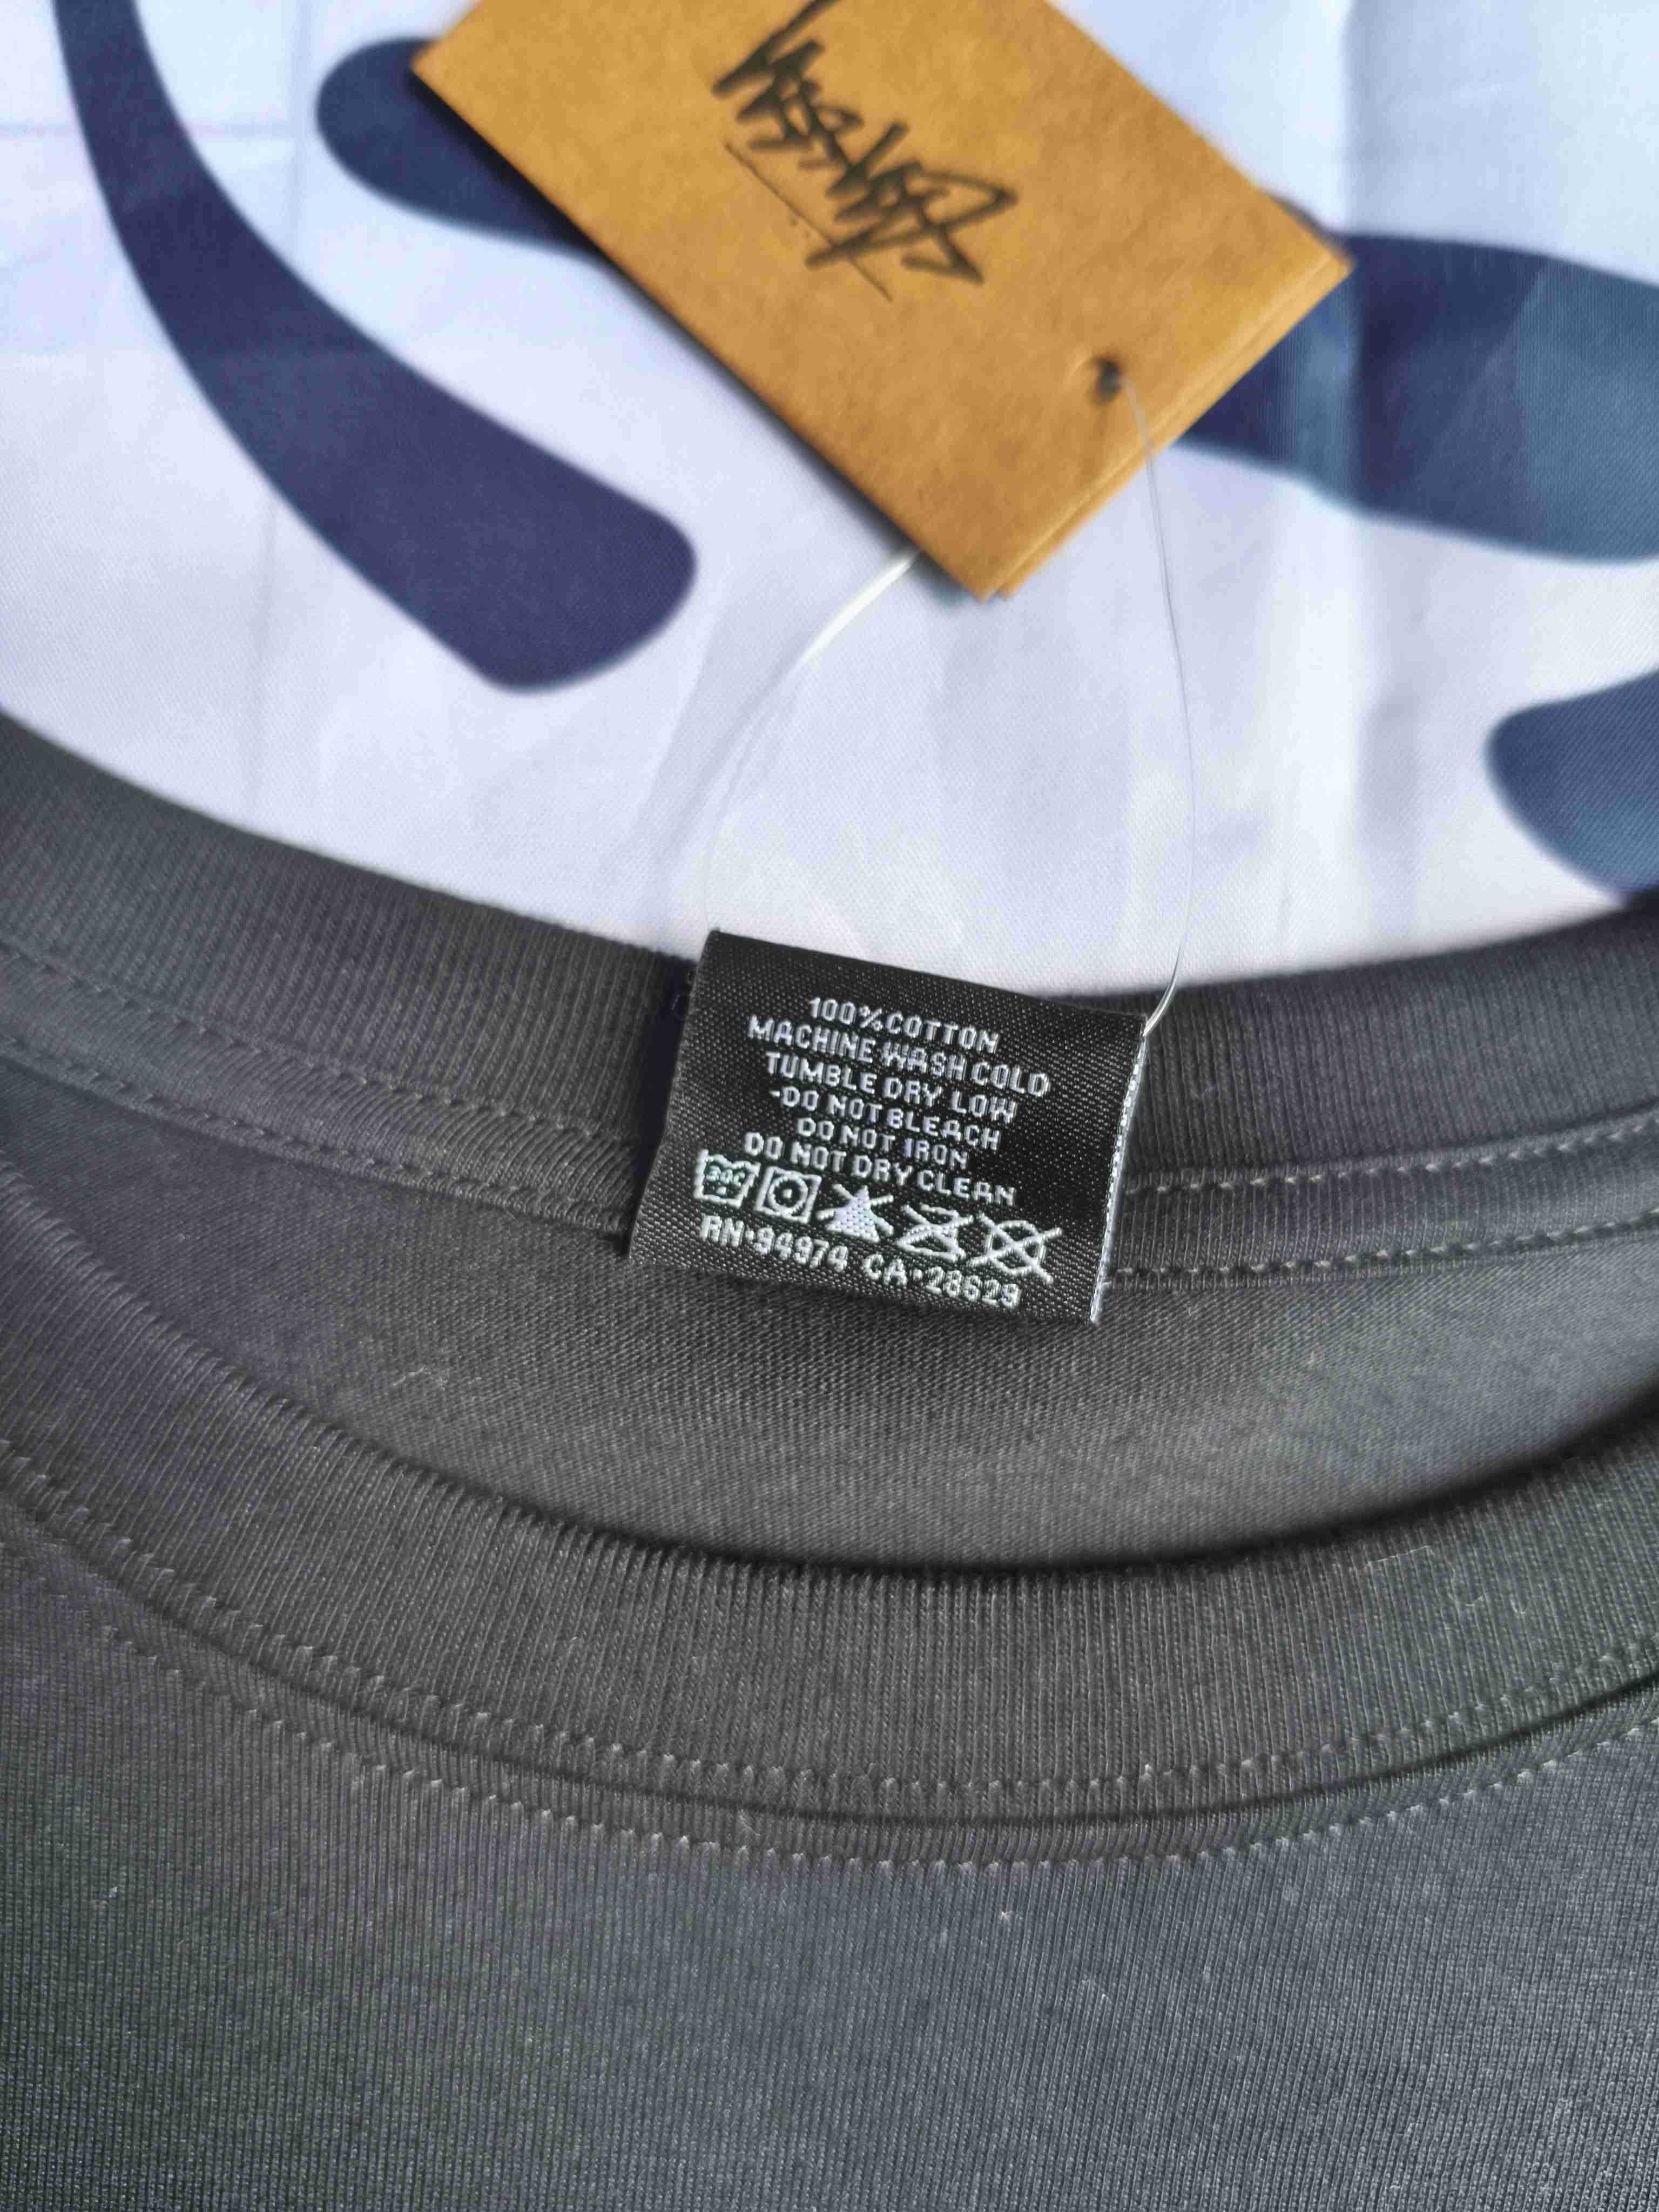 100%COTTON
MACHINE WASH COLD
TUMBLE DRY LOW
-DO NOT BLEACH
DO NOT IRON
DO NOT DRY CLEAN
30C
RN•94974 CA•28629